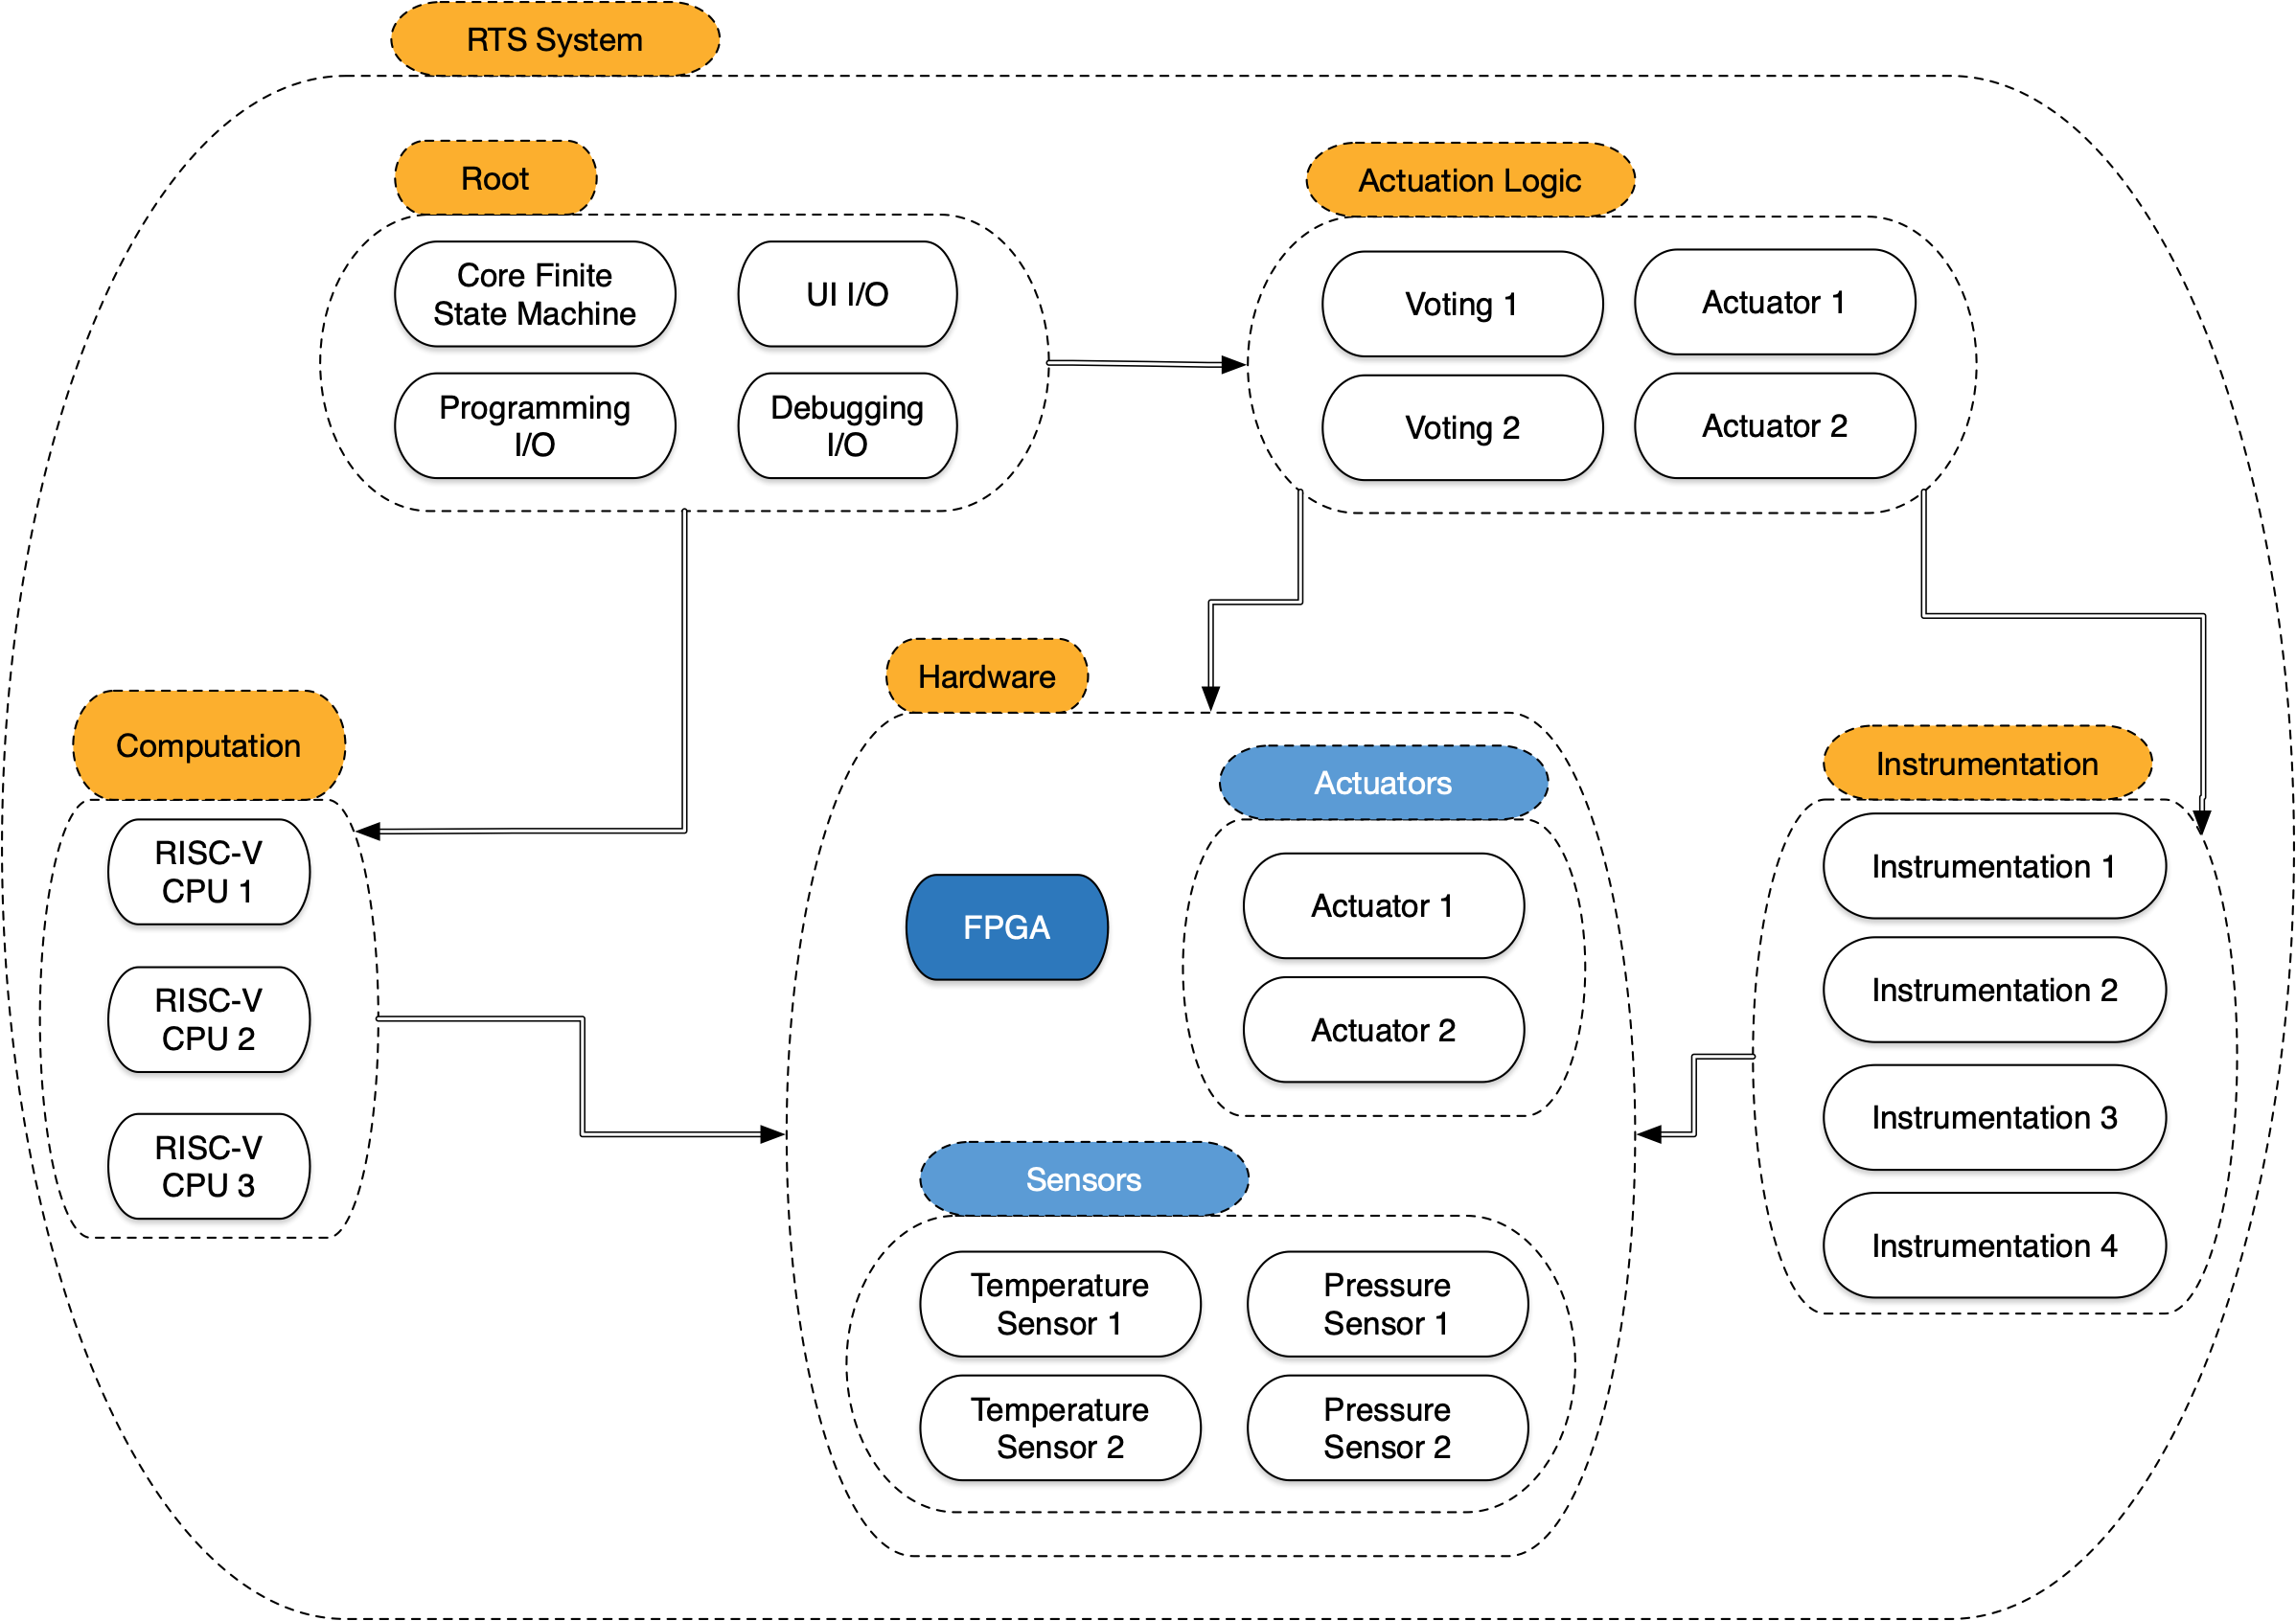 RTS System
Root
Core Finite
State Machine
UI I/O
Programming
I/O
Debugging
I/O
Actuation Logic
Voting 1
Actuator 1
Voting 2
Actuator 2
Computation
RISC-V
CPU 1
RISC-V
CPU 2
RISC-V
CPU 3
Hardware
FPGA
Actuators
Actuator 1
Actuator 2
Sensors
Temperature
Sensor 1
Pressure
Sensor 1
Temperature
Sensor 2
Pressure
Sensor 2
Instrumentation
Instrumentation 1
Instrumentation 2
Instrumentation 3
Instrumentation 4